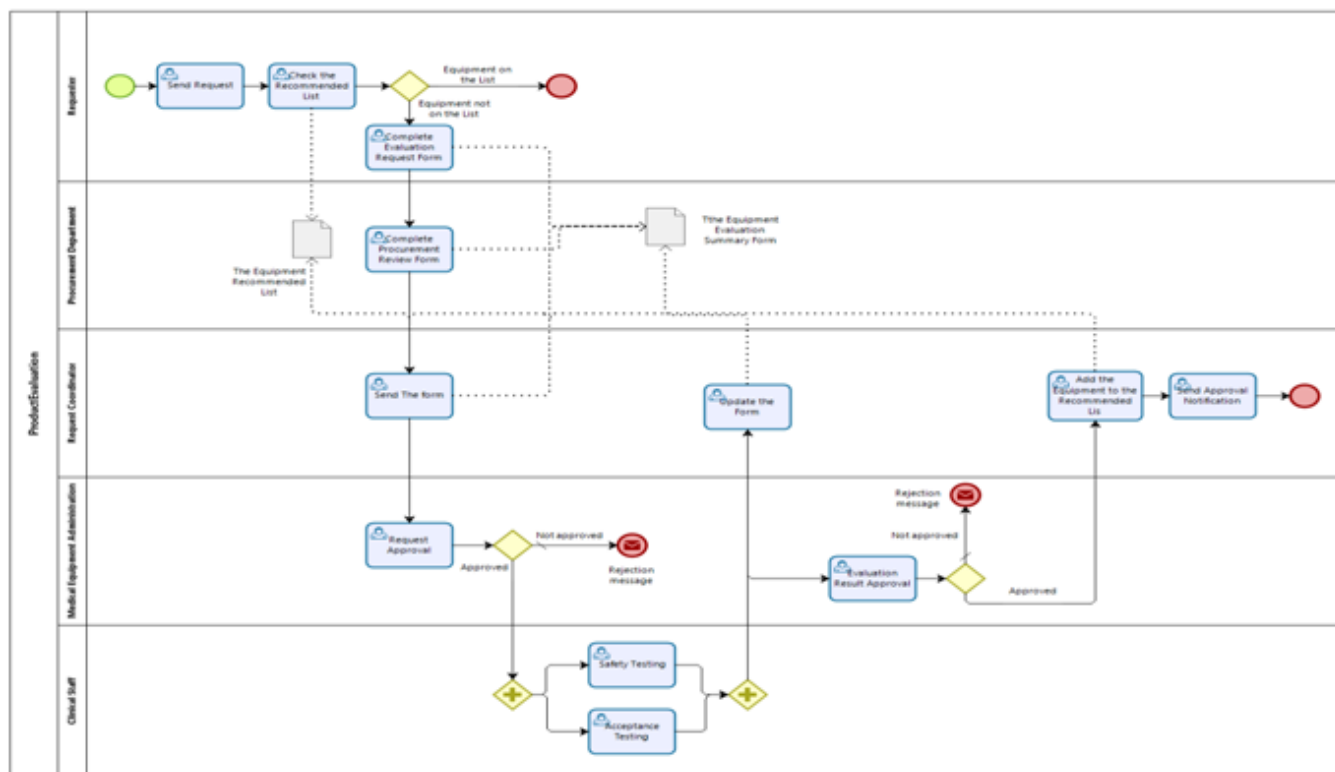 ProductEvaluation
Requester
Send Request
Check the
Recommended
List
Equipment on
the List
Equipment not
on the List
Complete
Evaluation
Request Form
Procurement Department
The Equipment
Recommended
List
Complete
Procurement
Review Form
Tthe Equipment
Evaluation
Summary Form
Request Coordinator
Send The form
Update the
Form
Add the
Equipment to the
Recommended
Lis
Send Approval
Notification
Medical Equipment Administration
Request
Approval
Approved
Not approved
Rejection
message
Evaluation
Result Approval
Rejection
message
Not approved
Approved
Clinical Staff
Safety Testing
Acceptance
Testing